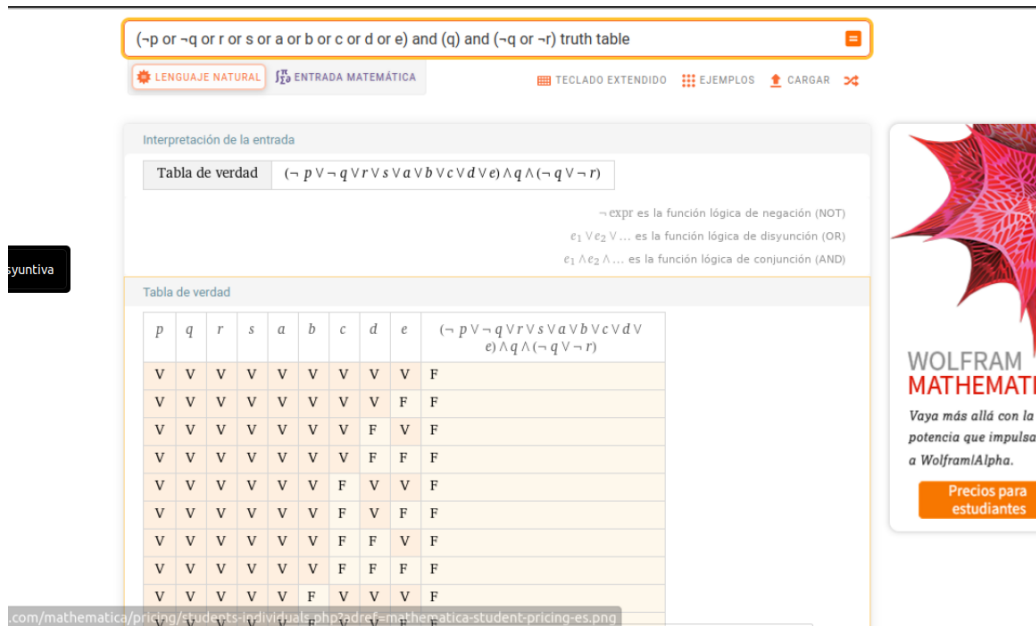 (¬p or ¬q or r or s or a or b or c or d or e) and (q) and (¬q or ¬r) truth table
LENGUAJE NATURAL ENTRADA MATEMÁTICA TECLADO EXTENDIDO EJEMPLOS CARGAR
Interpretación de la entrada
Tabla de verdad (¬ p ∨ ¬ q ∨ r ∨ s ∨ a ∨ b ∨ c ∨ d ∨ e) ∧ q ∧ (¬ q ∨ ¬ r)
¬ expr es la función lógica de negación (NOT)
e₁ ∨ e₂ ∨ … es la función lógica de disyunción (OR)
e₁ ∧ e₂ ∧ … es la función lógica de conjunción (AND)
syuntiva
Tabla de verdad
p q r s a b c d e (¬ p ∨ ¬ q ∨ r ∨ s ∨ a ∨ b ∨ c ∨ d ∨
e) ∧ q ∧ (¬ q ∨ ¬ r)
V V V V V V V V V F
V V V V V V V V F F
V V V V V V V F V F
V V V V V V V F F F
V V V V V V F V V F
V V V V V V F V F F
V V V V V V F F V F
V V V V V V F F F F
V V V V V F V V V F
.com/mathematica/pricing/students-individuals.php?adref=mathematica-student-pricing-es.png
WOLFRAM
MATHEMATI
Vaya más allá con la
potencia que impulsa
a Wolfram|Alpha.
Precios para
estudiantes